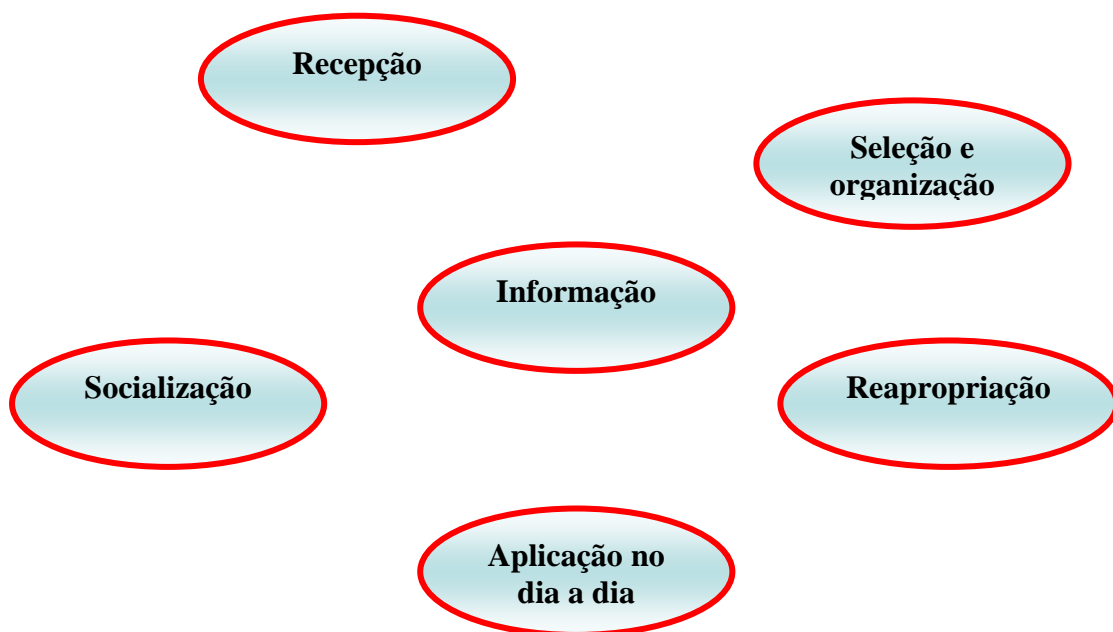 Recepção
Seleção e
organização
Informação
Socialização
Reapropriação
Aplicação no
dia a dia